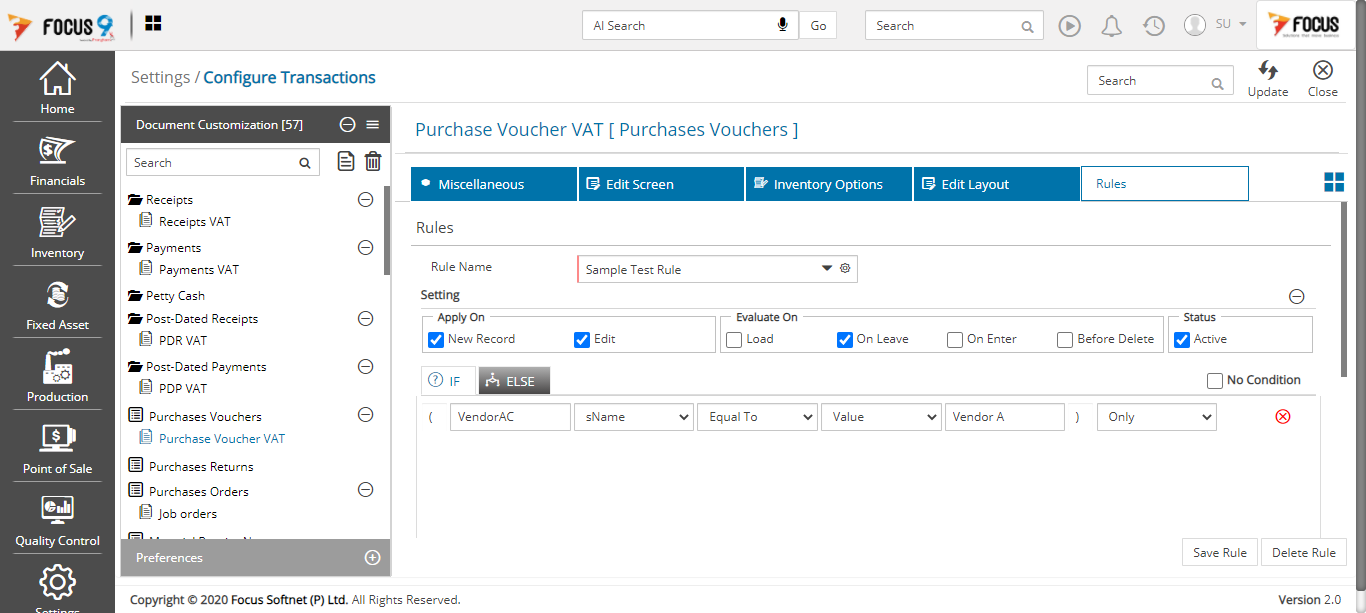 FOCUS 9
AI Search
Go
Search
SU
FOCUS
Settings / Configure Transactions
Search
Update
Close
Home
Financials
Inventory
Fixed Asset
Production
Point of Sale
Quality Control
Settings
Document Customization [57]
Search
Receipts
Receipts VAT
Payments
Payments VAT
Petty Cash
Post-Dated Receipts
PDR VAT
Post-Dated Payments
PDP VAT
Purchases Vouchers
Purchase Voucher VAT
Purchases Returns
Purchases Orders
Job orders
Preferences
Purchase Voucher VAT [ Purchases Vouchers ]
Miscellaneous
Edit Screen
Inventory Options
Edit Layout
Rules
Rules
Rule Name
Sample Test Rule
Setting
Apply On
New Record
Edit
Evaluate On
Load
On Leave
On Enter
Before Delete
Status
Active
IF
ELSE
No Condition
( VendorAC sName Equal To Value Vendor A ) Only
Save Rule
Delete Rule
Copyright © 2020 Focus Softnet (P) Ltd. All Rights Reserved.
Version 2.0